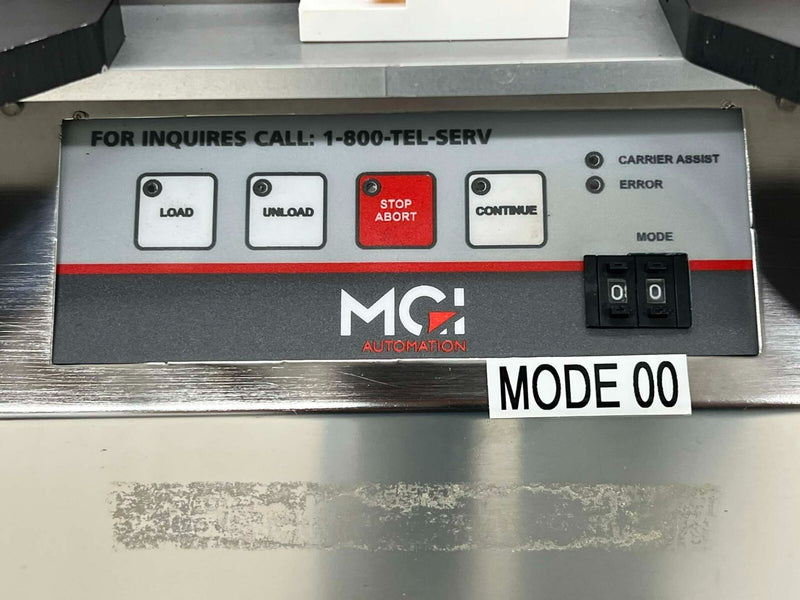 FOR INQUIRES CALL: 1-800-TEL-SERV
CARRIER ASSIST
ERROR
LOAD
UNLOAD
STOP
ABORT
CONTINUE
MODE
0 0
MGI
AUTOMATION
MODE 00